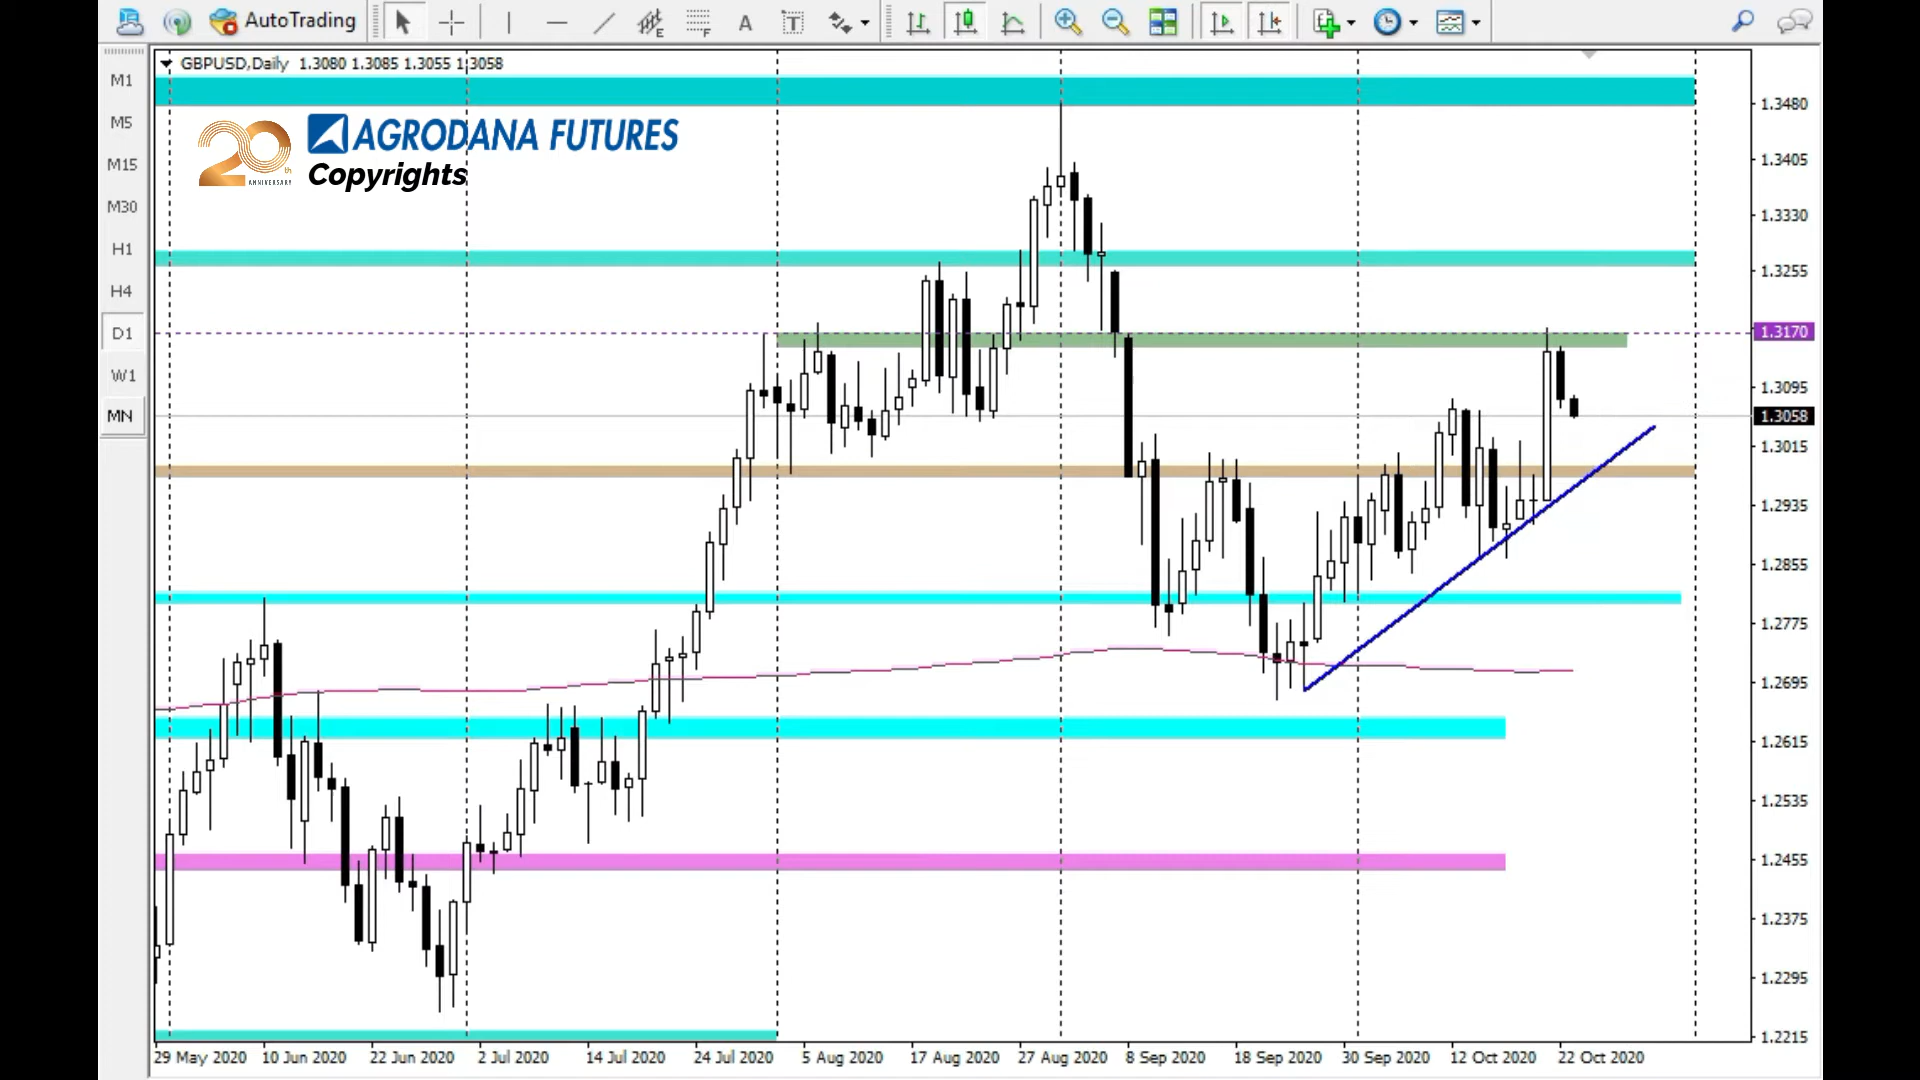 AutoTrading
A
T
E
F
M1
M5
M15
M30
H1
H4
D1
W1
MN
GBPUSD,Daily 1.3080 1.3085 1.3055 1.3058
20th ANNIVERSARY
AGRODANA FUTURES
Copyrights
1.3480
1.3405
1.3330
1.3255
1.3170
1.3095
1.3058
1.3015
1.2935
1.2855
1.2775
1.2695
1.2615
1.2535
1.2455
1.2375
1.2295
1.2215
29 May 2020 10 Jun 2020 22 Jun 2020 2 Jul 2020 14 Jul 2020 24 Jul 2020 5 Aug 2020 17 Aug 2020 27 Aug 2020 8 Sep 2020 18 Sep 2020 30 Sep 2020 12 Oct 2020 22 Oct 2020